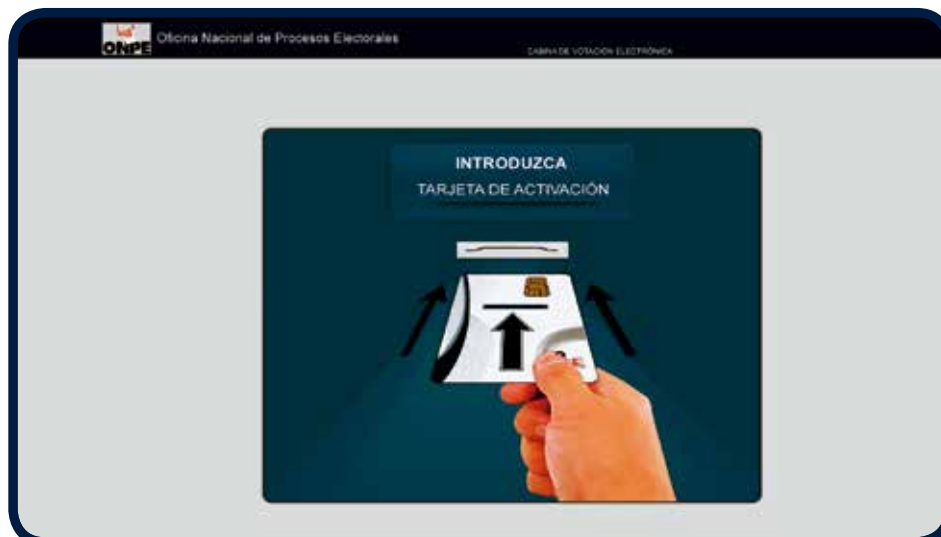 ONPE
Oficina Nacional de Procesos Electorales
CABINA DE VOTACIÓN ELECTRÓNICA
INTRODUZCA
TARJETA DE ACTIVACIÓN